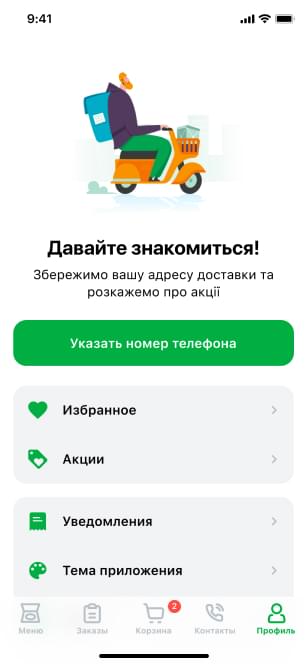 9:41
Давайте знакомиться!
Збережимо вашу адресу доставки та
розкажемо про акції
Указать номер телефона
Избранное
Акции
Уведомления
Тема приложения
2
Меню
Заказы
Корзина
Контакты
Профиль